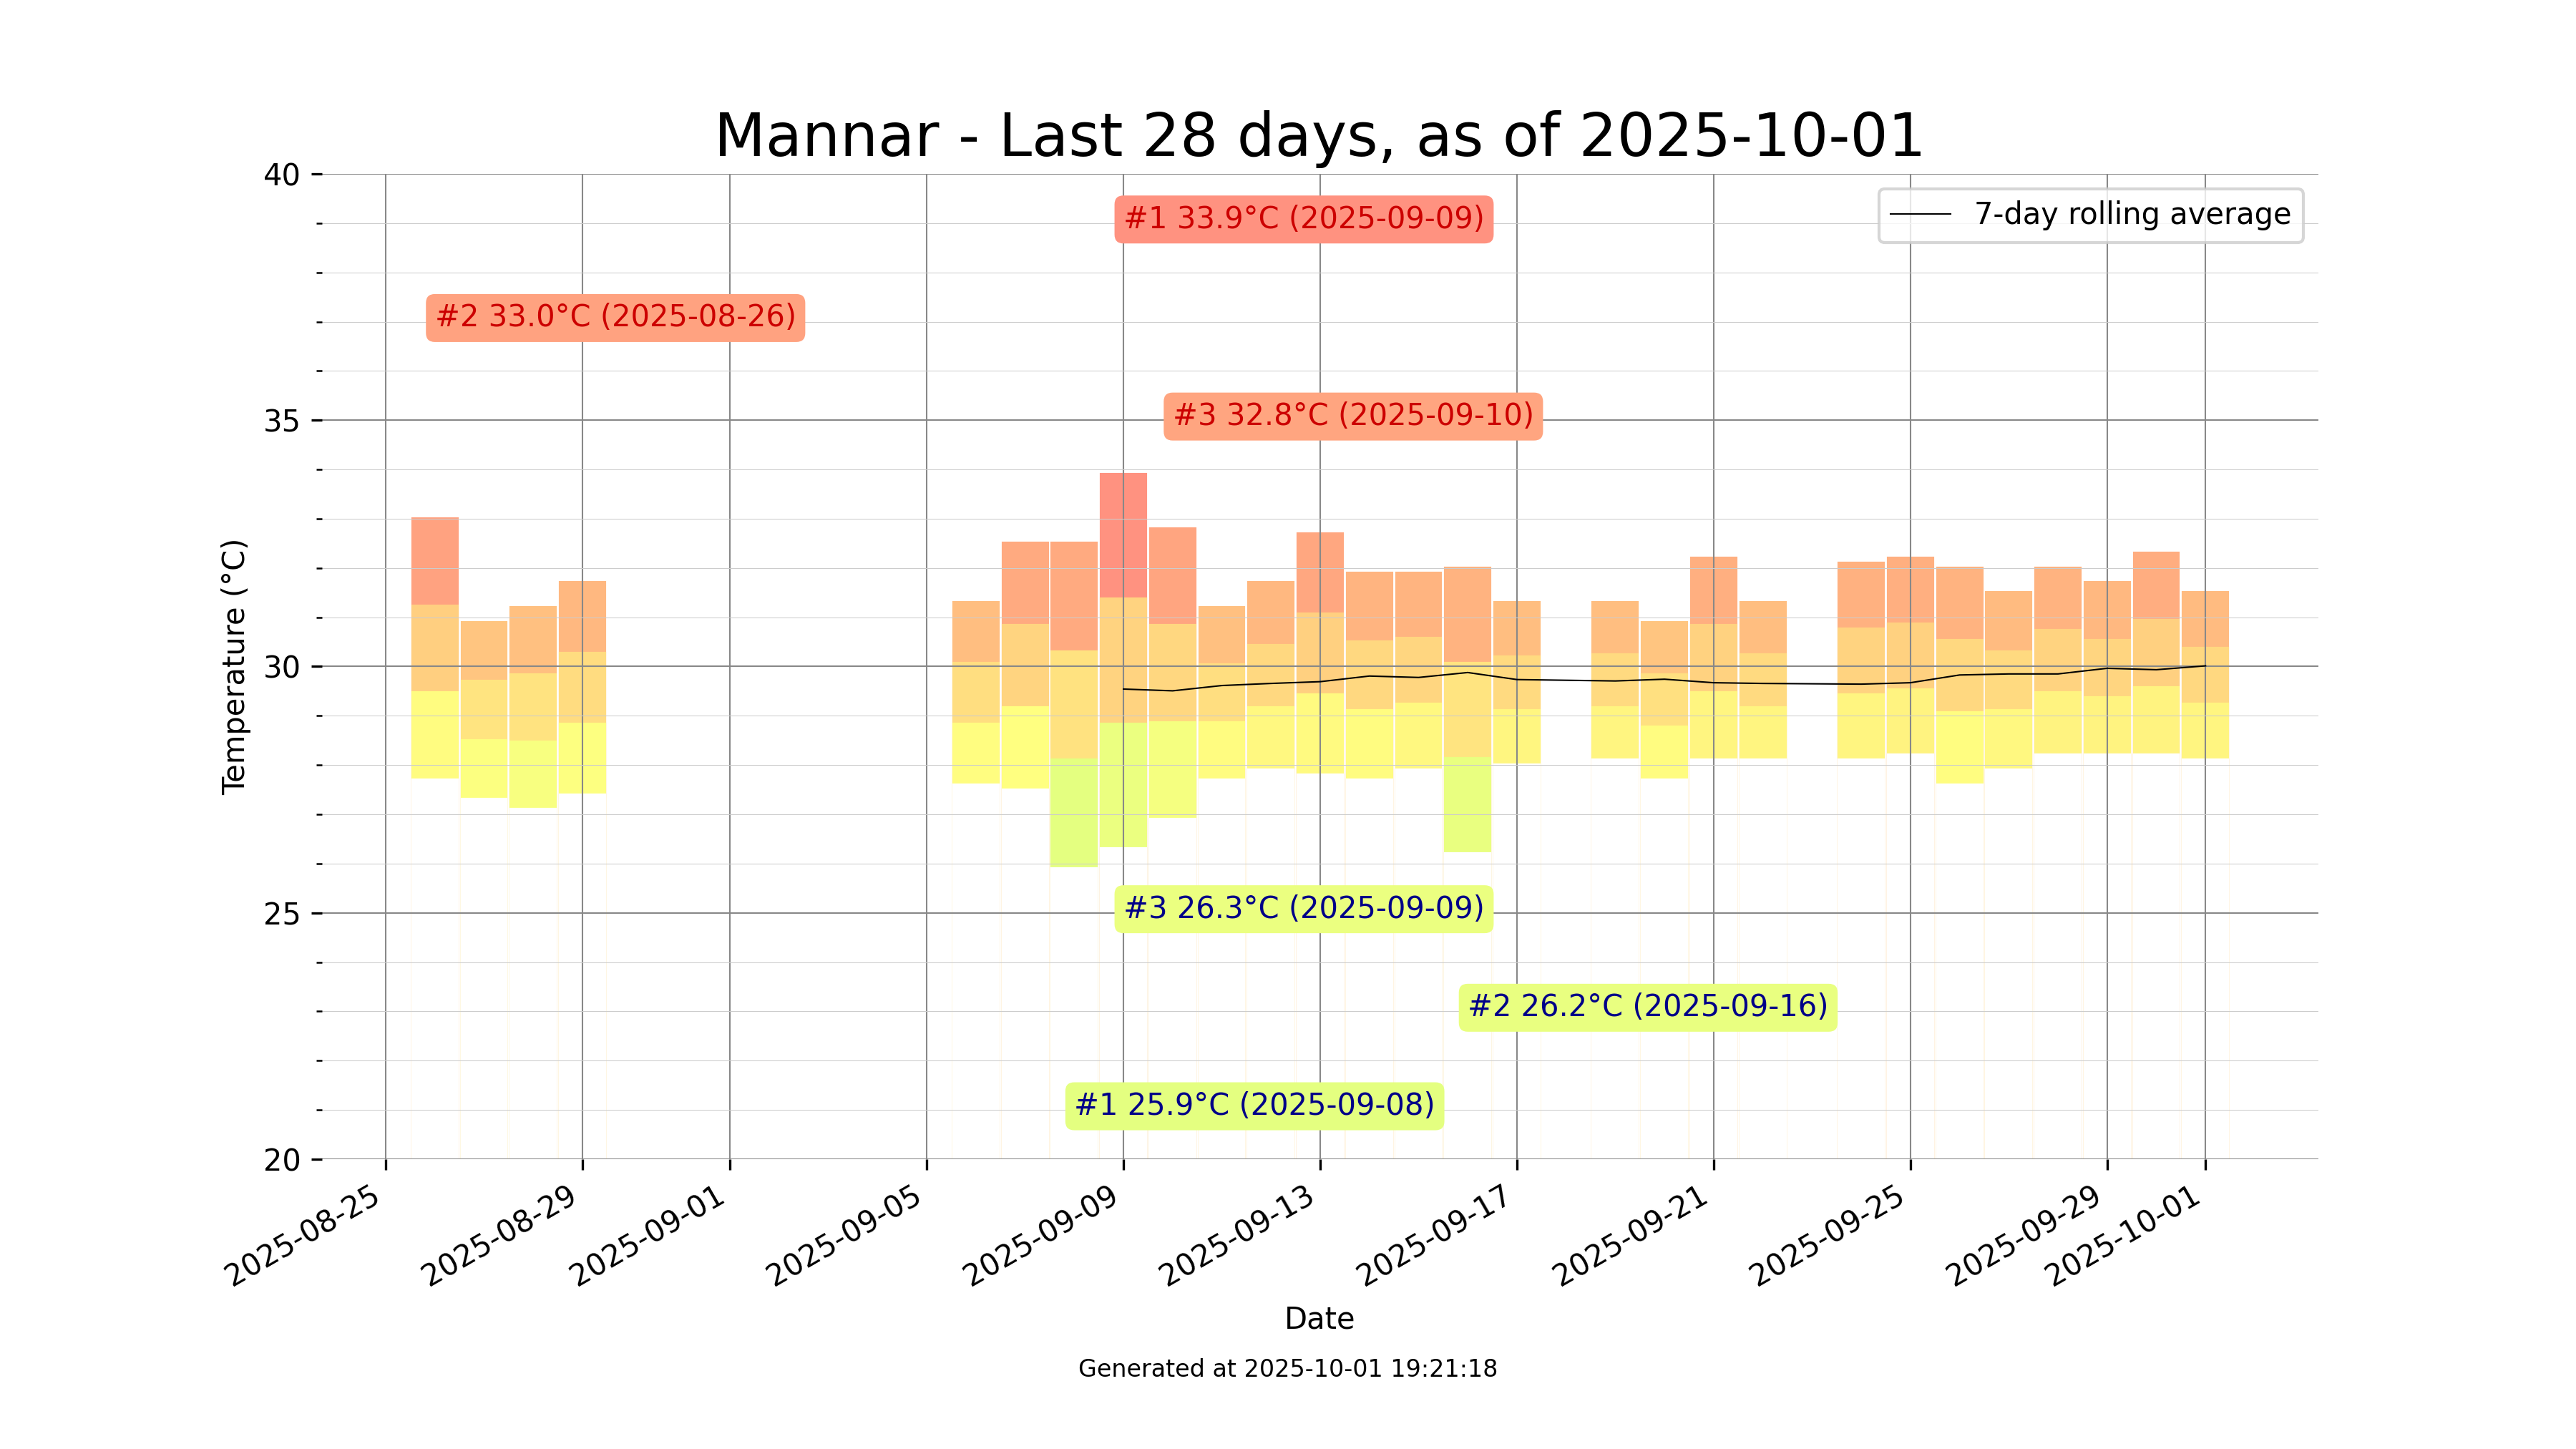 Mannar - Last 28 days, as of 2025-10-01
40
35
30
25
20
Temperature (°C)
7-day rolling average
#1 33.9°C (2025-09-09)
#2 33.0°C (2025-08-26)
#3 32.8°C (2025-09-10)
#3 26.3°C (2025-09-09)
#2 26.2°C (2025-09-16)
#1 25.9°C (2025-09-08)
2025-08-25
2025-08-29
2025-09-01
2025-09-05
2025-09-09
2025-09-13
2025-09-17
2025-09-21
2025-09-25
2025-09-29
2025-10-01
Date
Generated at 2025-10-01 19:21:18